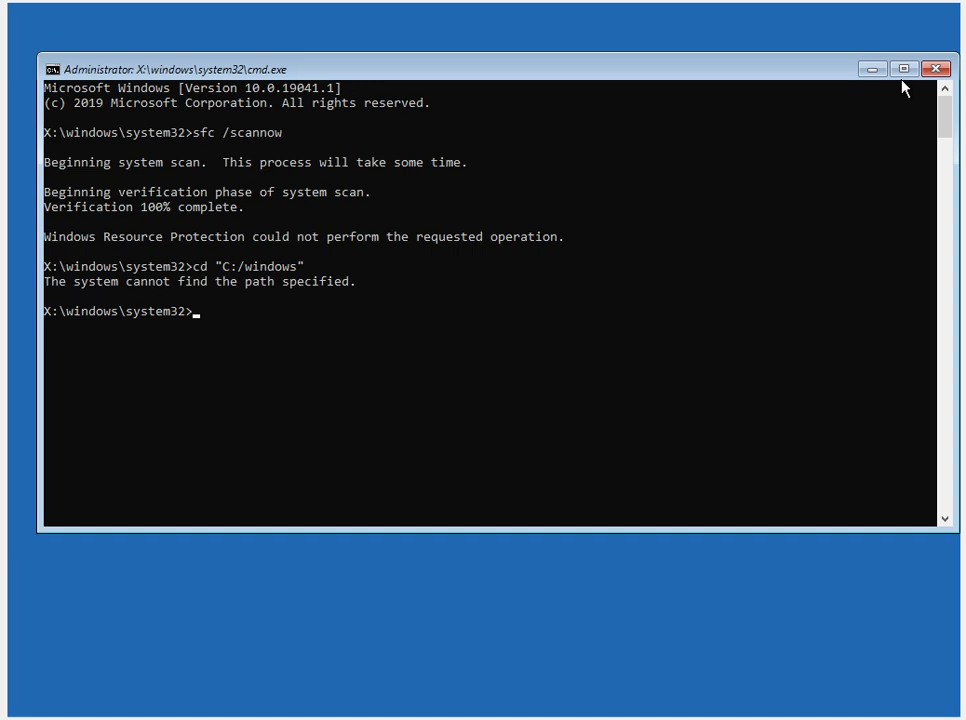 Administrator: X:\windows\system32\cmd.exe
Microsoft Windows [Version 10.0.19041.1]
(c) 2019 Microsoft Corporation. All rights reserved.
X:\windows\system32>sfc /scannow
Beginning system scan.  This process will take some time.
Beginning verification phase of system scan.
Verification 100% complete.
Windows Resource Protection could not perform the requested operation.
X:\windows\system32>cd "C:/windows"
The system cannot find the path specified.
X:\windows\system32>